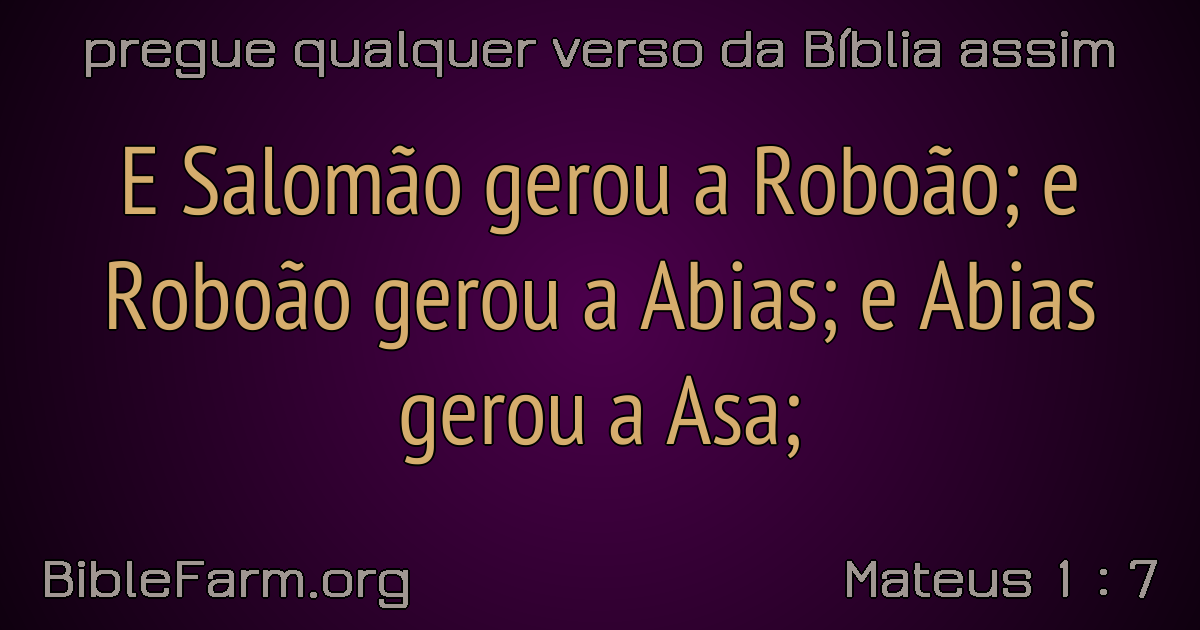 pregue qualquer verso da Bíblia assim
E Salomão gerou a Roboão; e
Roboão gerou a Abias; e Abias
gerou a Asa;
BibleFarm.org
Mateus 1 : 7